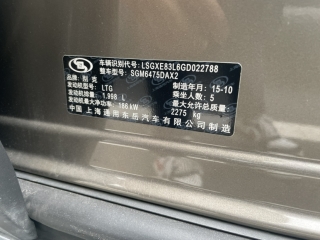 车辆识别代号: LSGXE83L6GD022788
整车型号: SGM6475DAX2
品牌: 别克 制造年月: 15-10
发动机型号: LTG 乘坐人数: 5
发动机排量: 1.998 L 最大允许总质量:
发动机最大净功率: 186 kW 2275 kg
中国上海通用东岳汽车有限公司制造